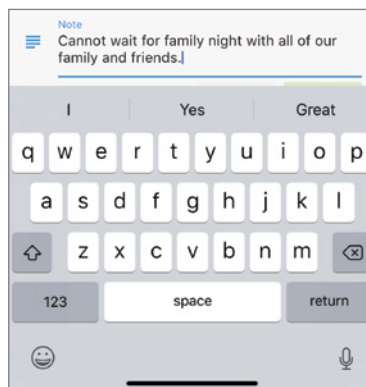 Note
Cannot wait for family night with all of our
family and friends.
I Yes Great
q w e r t y u i o p
a s d f g h j k l
z x c v b n m
123 space return